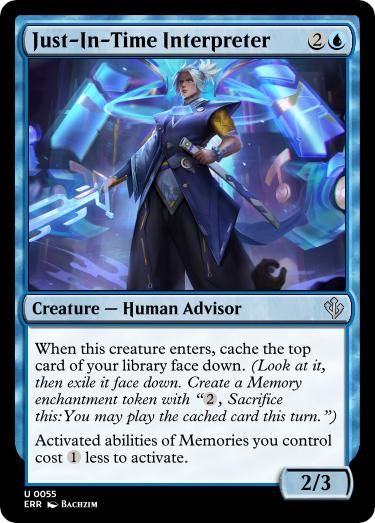 Just-In-Time Interpreter 2
Creature — Human Advisor
When this creature enters, cache the top
card of your library face down. (Look at it,
then exile it face down. Create a Memory
enchantment token with “2, Sacrifice
this:You may play the cached card this turn.”)
Activated abilities of Memories you control
cost 1 less to activate.
2/3
U 0055
ERR Bachzim